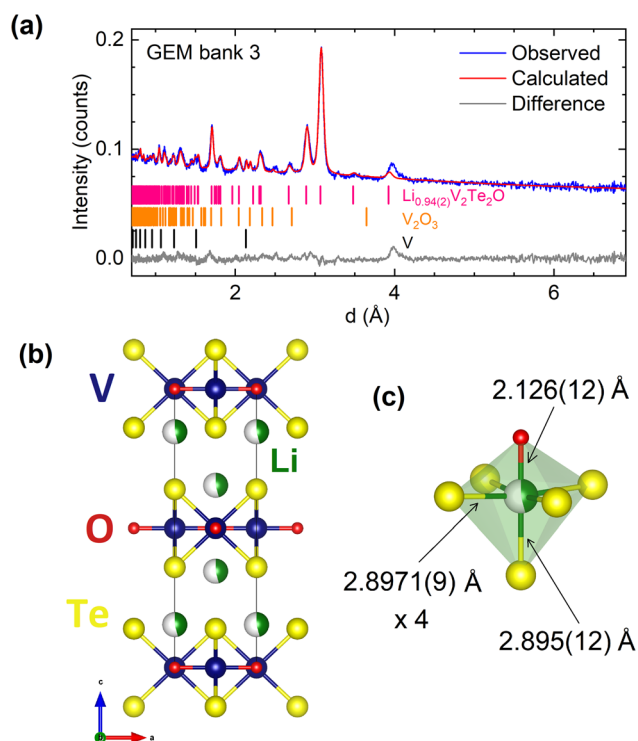 (a)
0.2
GEM bank 3
Observed
Calculated
Difference
0.1
Intensity (counts)
Li0.94(2)V2Te2O
V2O3
V
0.0
2
4
6
d (Å)
(b)
V
Li
O
Te
c
b
a
(c)
2.126(12) Å
2.8971(9) Å
x 4
2.895(12) Å